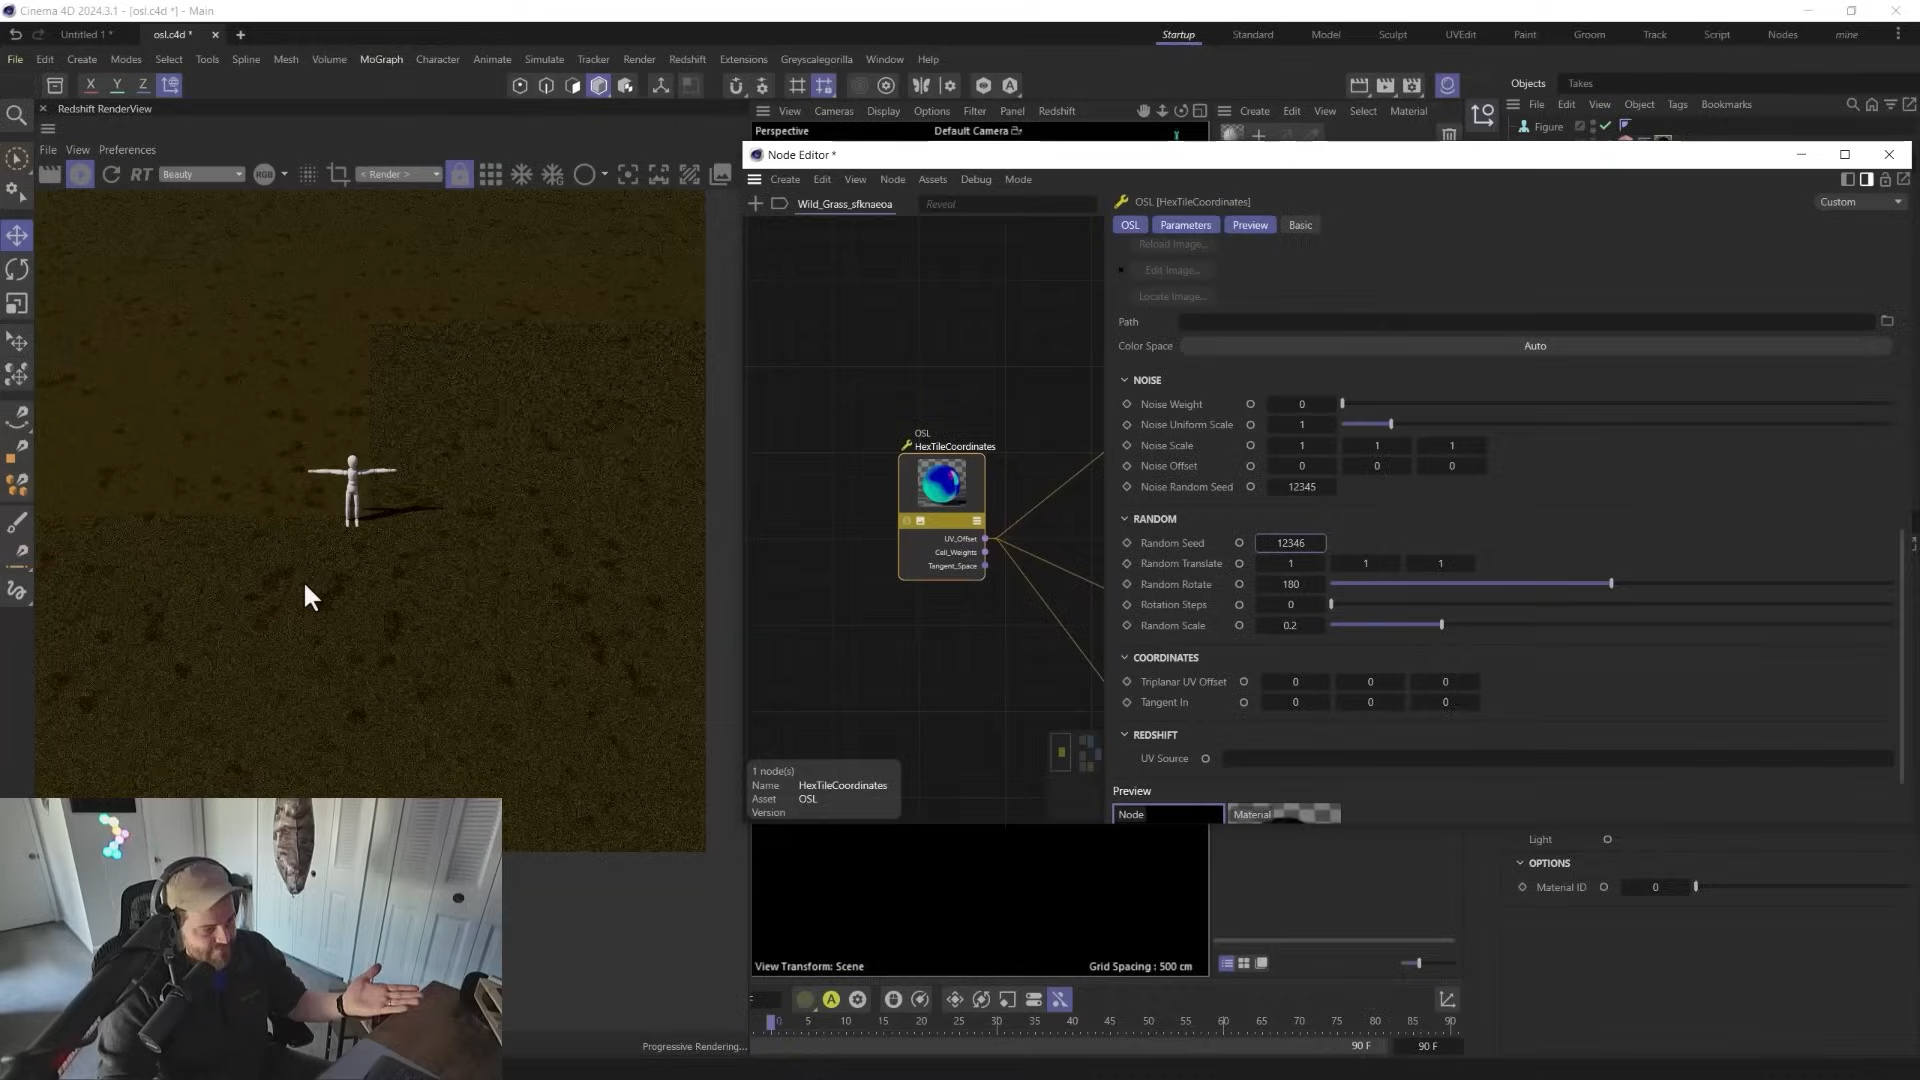 Cinema 4D 2024.3.1 - [osl.c4d *] - Main
Untitled 1 *
osl.c4d *
Startup
Standard
Model
Sculpt
UVEdit
Paint
Groom
Track
Script
Nodes
mine
File Edit Create Modes Select Tools Spline Mesh Volume MoGraph Character Animate Simulate Tracker Render Redshift Extensions Greyscalegorilla Window Help
X Y Z
Objects
Takes
File Edit View Object Tags Bookmarks
Figure
Redshift RenderView
File View Preferences
RT
Beauty
RGB
< Render >
View Cameras Display Options Filter Panel Redshift
Create Edit View Select Material
Perspective
Default Camera
Node Editor *
Create Edit View Node Assets Debug Mode
Wild_Grass_sfknaeoa
Reveal
OSL [HexTileCoordinates]
Custom
OSL
Parameters
Preview
Basic
Reload Image...
Edit Image...
Locate Image...
Path
Color Space
Auto
NOISE
Noise Weight 0
Noise Uniform Scale 1
Noise Scale 1 1 1
Noise Offset 0 0 0
Noise Random Seed 12345
RANDOM
Random Seed 12346
Random Translate 1 1 1
Random Rotate 180
Rotation Steps 0
Random Scale 0.2
COORDINATES
Triplanar UV Offset 0 0 0
Tangent In 0 0 0
REDSHIFT
UV Source
Preview
Node
Material
OSL
HexTileCoordinates
UV_Offset
Cell_Weights
Tangent_Space
1 node(s)
Name HexTileCoordinates
Asset OSL
Version
Light
OPTIONS
Material ID 0
View Transform: Scene
Grid Spacing : 500 cm
A
0 5 10 15 20 25 30 35 40 45 50 55 60 65 70 75 80 85 90
90 F
90 F
Progressive Rendering...